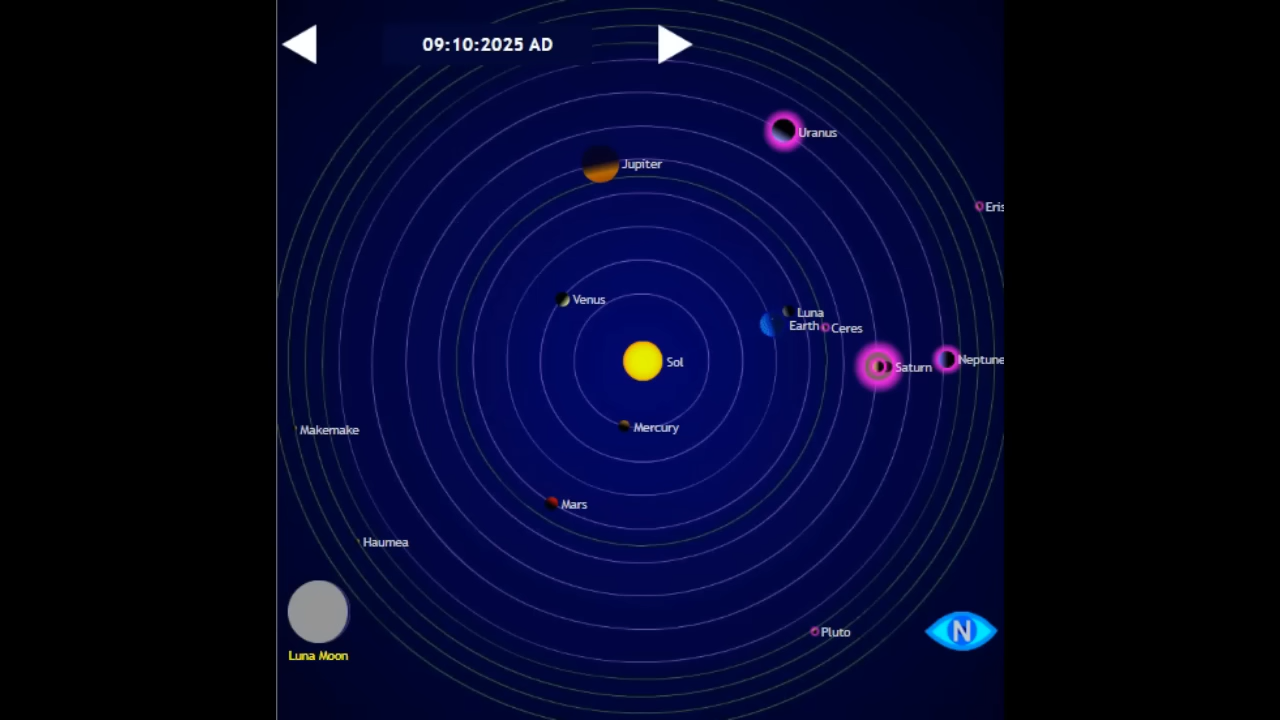 09:10:2025 AD
Uranus
Jupiter
Eris
Venus
Luna
Earth
Ceres
Sol
Saturn
Neptune
Mercury
Makemake
Mars
Haumea
Pluto
N
Luna Moon